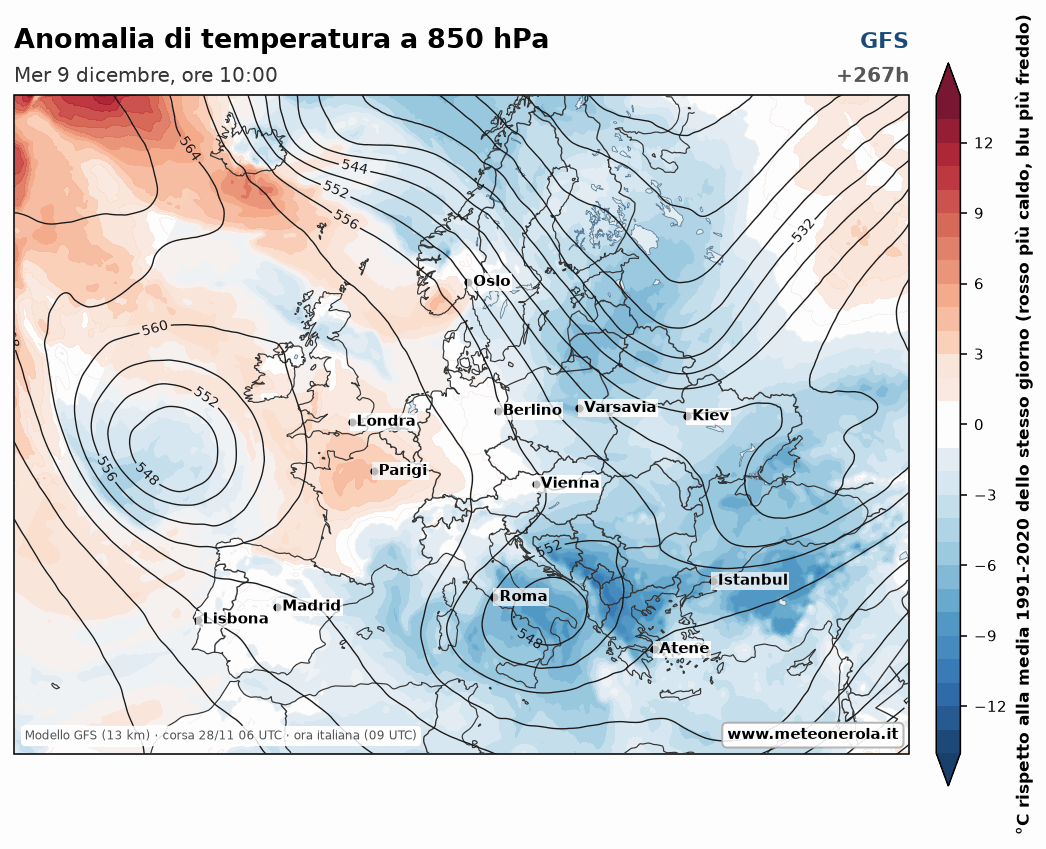 Anomalia di temperatura a 850 hPa
GFS
Mer 9 dicembre, ore 10:00
+267h
564
544
552
556
532
560
552
556
548
552
548
Oslo
Londra
Berlino
Varsavia
Kiev
Parigi
Vienna
Roma
Istanbul
Madrid
Lisbona
Atene
Modello GFS (13 km) · corsa 28/11 06 UTC · ora italiana (09 UTC)
www.meteonerola.it
12
9
6
3
0
−3
−6
−9
−12
°C rispetto alla media 1991-2020 dello stesso giorno (rosso più caldo, blu più freddo)